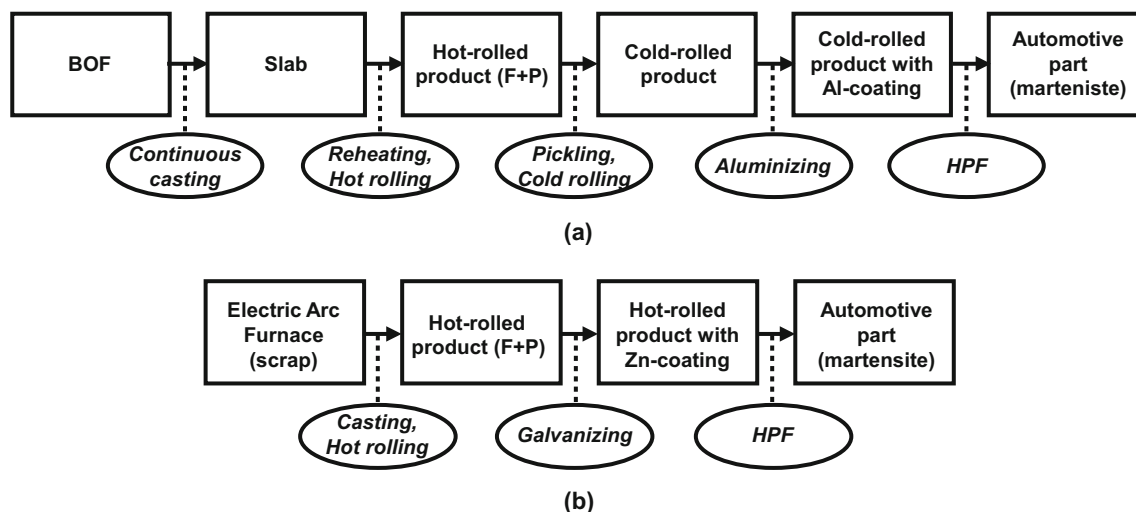 BOF
Slab
Hot-rolled
product (F+P)
Cold-rolled
product
Cold-rolled
product with
Al-coating
Automotive
part
(marteniste)
Continuous
casting
Reheating,
Hot rolling
Pickling,
Cold rolling
Aluminizing
HPF
(a)
Electric Arc
Furnace
(scrap)
Hot-rolled
product (F+P)
Hot-rolled
product with
Zn-coating
Automotive
part
(martensite)
Casting,
Hot rolling
Galvanizing
HPF
(b)